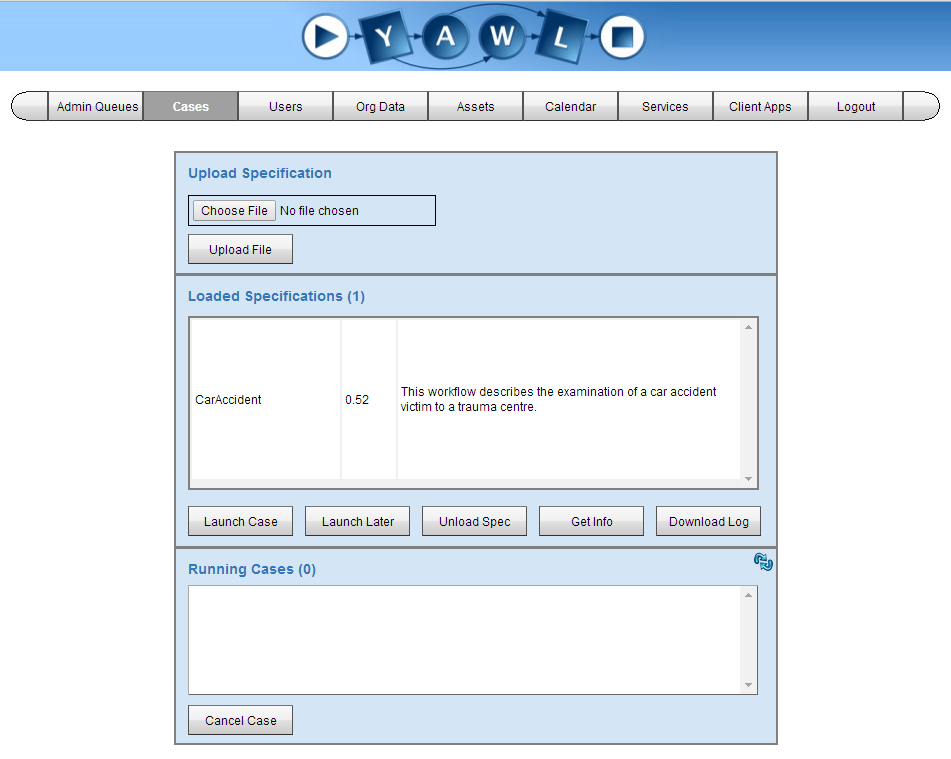 Y A W L
Admin Queues Cases Users Org Data Assets Calendar Services Client Apps Logout
Upload Specification
Choose File No file chosen
Upload File
Loaded Specifications (1)
CarAccident 0.52 This workflow describes the examination of a car accident
victim to a trauma centre.
Launch Case Launch Later Unload Spec Get Info Download Log
Running Cases (0)
Cancel Case